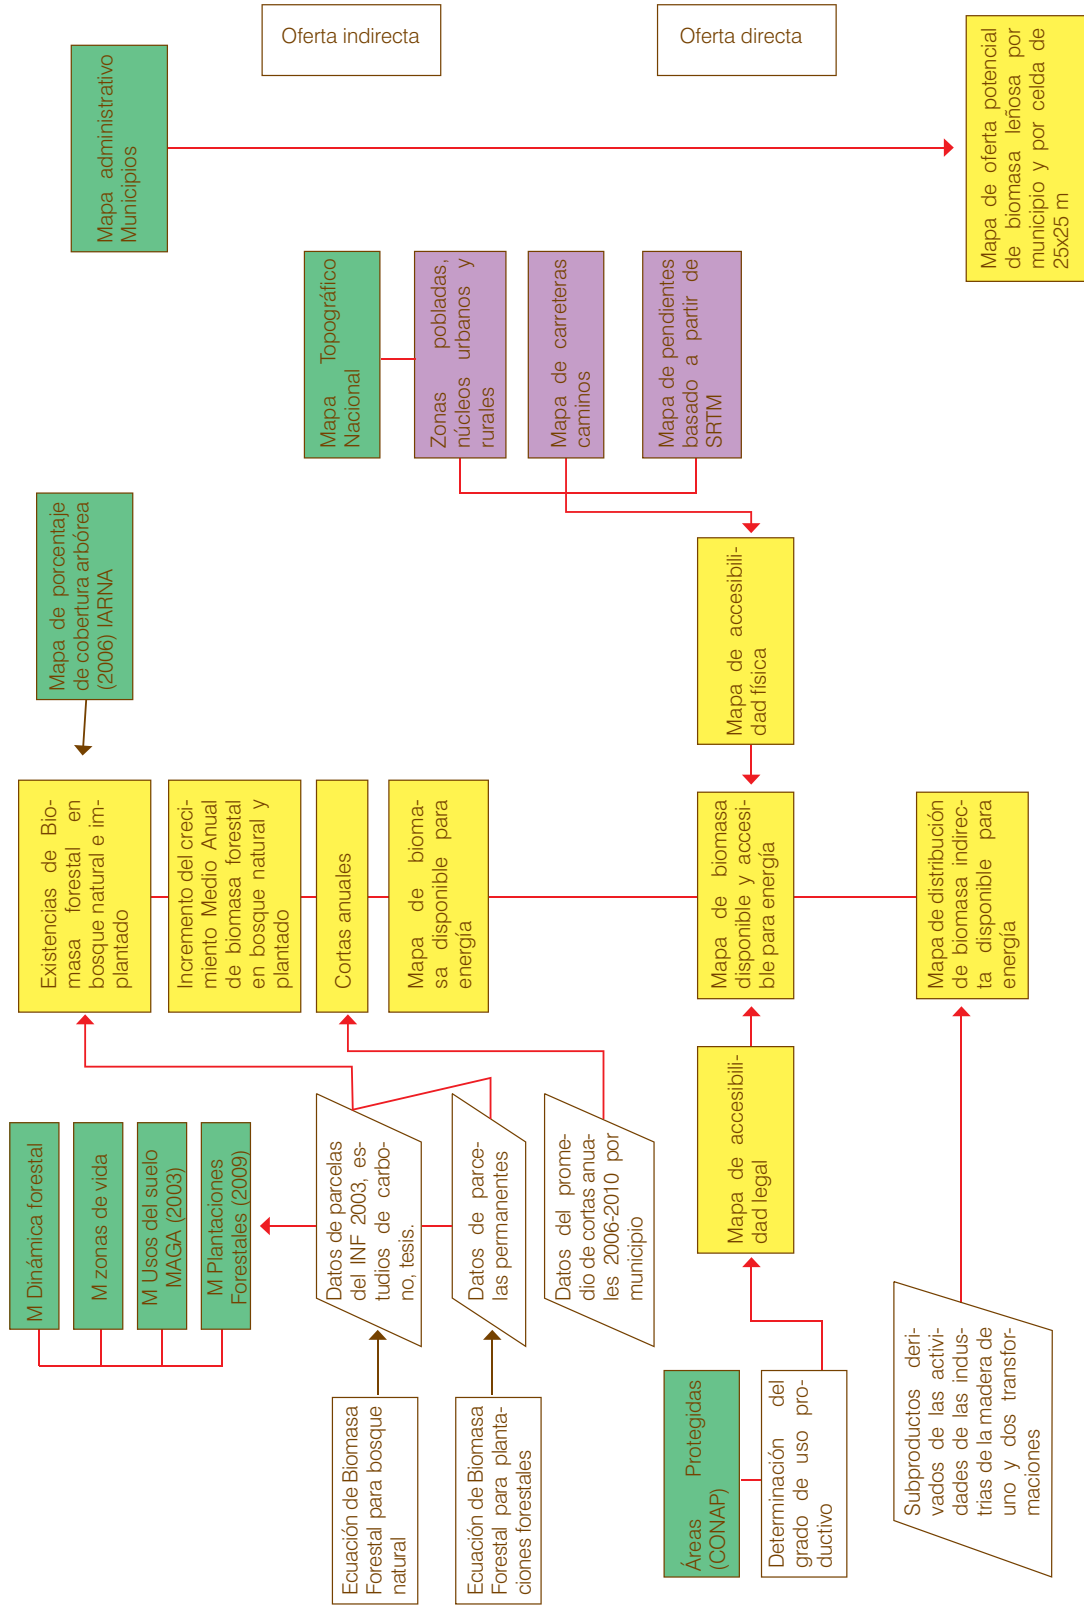 M Dinámica forestal
M zonas de vida
M Usos del suelo
MAGA (2003)
M Plantaciones
Forestales (2009)
Existencias de Bio-
masa forestal en
bosque natural e im-
plantado
Mapa de porcentaje
de cobertura arbórea
(2006) IARNA
Mapa administrativo
Municipios
Incremento del creci-
miento Medio Anual
de biomasa forestal
en bosque natural y
plantado
Cortas anuales
Mapa de bioma-
sa disponible para
energía
Ecuación de Biomasa
Forestal para bosque
natural
Datos de parcelas
del INF 2003, es-
tudios de carbo-
no, tesis.
Ecuación de Biomasa
Forestal para planta-
ciones forestales
Datos de parce-
las permanentes
Datos del prome-
dio de cortas anua-
les 2006-2010 por
municipio
Mapa Topográfico
Nacional
Zonas pobladas,
núcleos urbanos y
rurales
Mapa de carreteras
caminos
Mapa de pendientes
basado a partir de
SRTM
Oferta indirecta
Oferta directa
Áreas Protegidas
(CONAP)
Determinación del
grado de uso pro-
ductivo
Mapa de accesibili-
dad legal
Mapa de biomasa
disponible y accesi-
ble para energía
Mapa de accesibili-
dad física
Subproductos deri-
vados de las activi-
dades de las indus-
trias de la madera de
uno y dos transfor-
maciones
Mapa de distribución
de biomasa indirec-
ta disponible para
energía
Mapa de oferta potencial
de biomasa leñosa por
municipio y por celda de
25x25 m